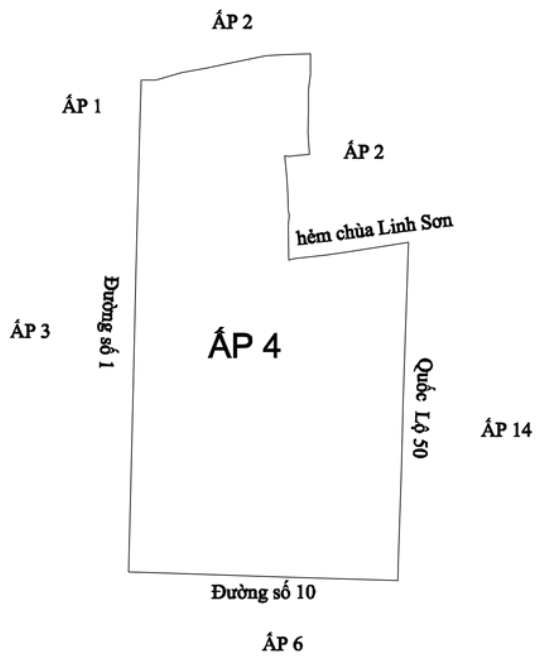 ẤP 2
ẤP 1
ẤP 2
hẻm chùa Linh Sơn
Đường số 1
ẤP 3
ẤP 4
Quốc Lộ 50
ẤP 14
Đường số 10
ẤP 6